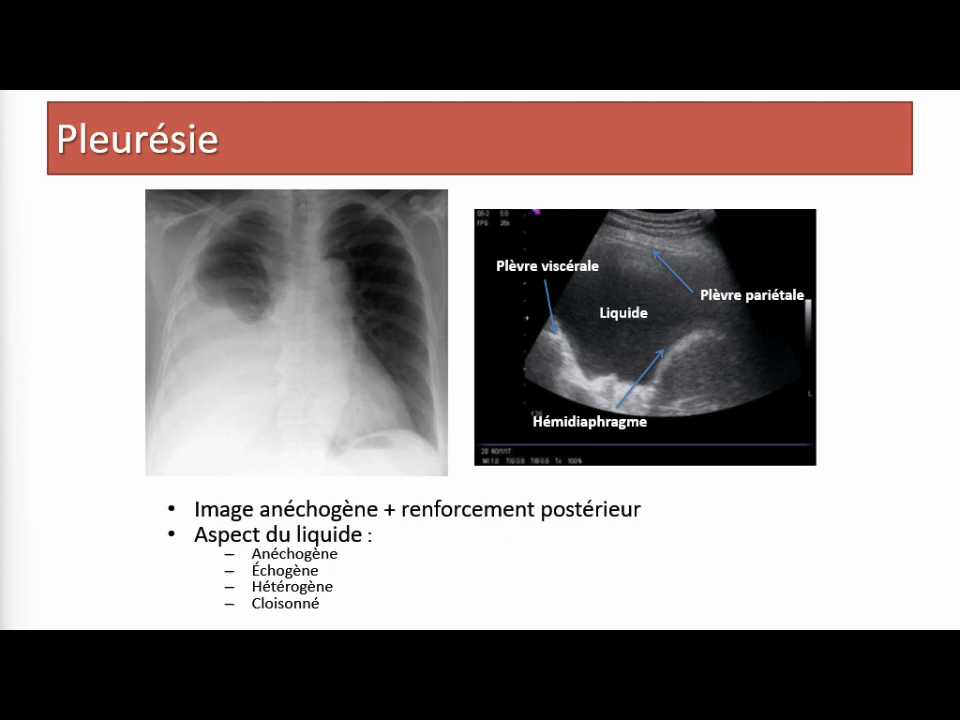 Pleurésie
Plèvre viscérale
Plèvre pariétale
Liquide
Hémidiaphragme
• Image anéchogène + renforcement postérieur
• Aspect du liquide :
– Anéchogène
– Échogène
– Hétérogène
– Cloisonné